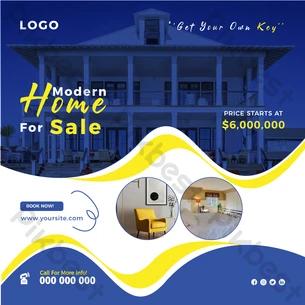 LOGO
"Get Your Own Key"
Modern
Home
For Sale
PRICE STARTS AT
$6,000,000
BOOK NOW!
www.yoursite.com
Call For More Info!
000 000 000
pikbest